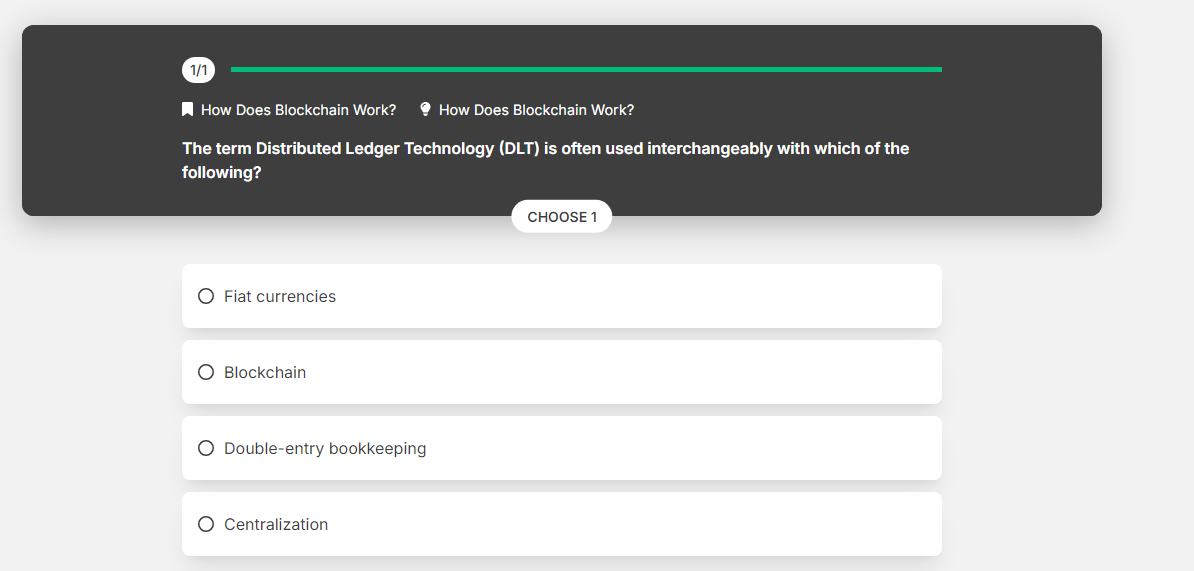 1/1
How Does Blockchain Work? How Does Blockchain Work?
The term Distributed Ledger Technology (DLT) is often used interchangeably with which of the
following?
CHOOSE 1
Fiat currencies
Blockchain
Double-entry bookkeeping
Centralization